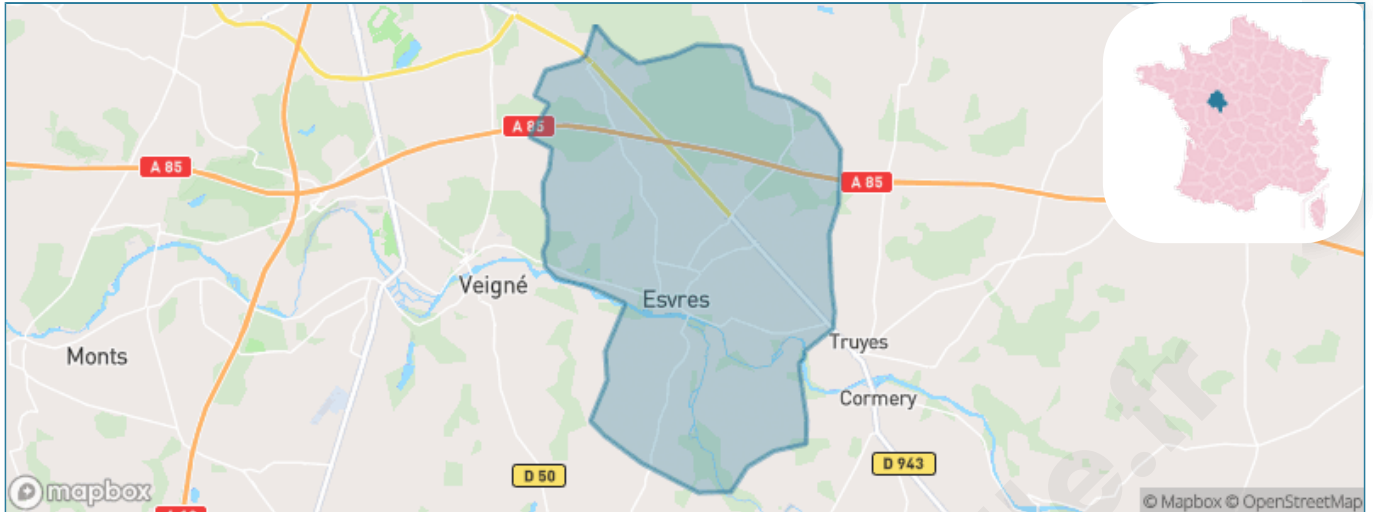 A 85
A 85
A 85
Veigné
Esvres
Monts
Truyes
Cormery
D 943
D 50
mapbox
© Mapbox © OpenStreetMap